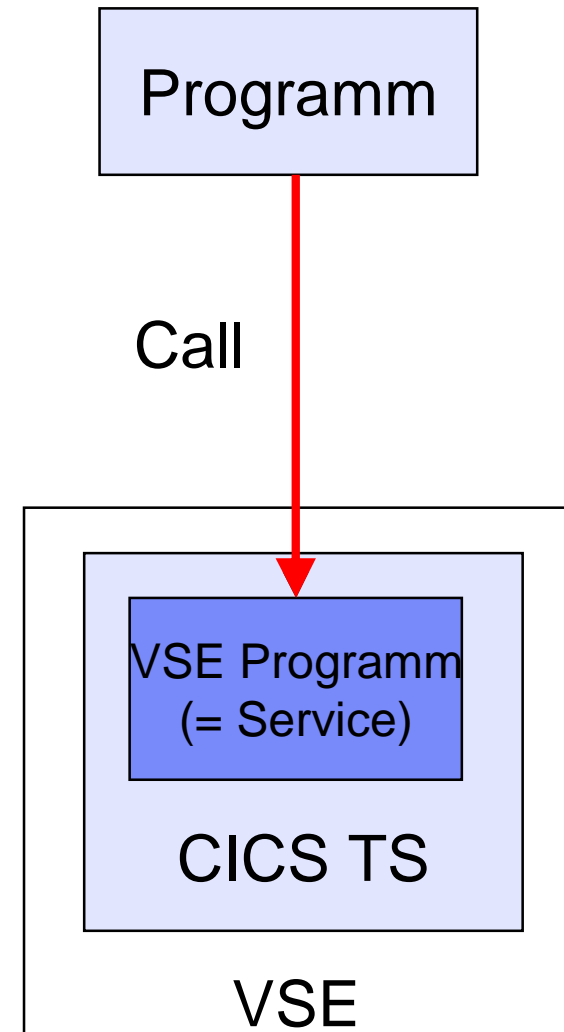 Programm
Call
VSE Programm
(= Service)
CICS TS
VSE